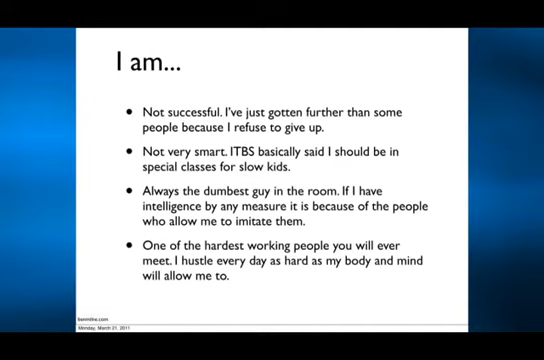 I am...
• Not successful. I've just gotten further than some
people because I refuse to give up.
• Not very smart. ITBS basically said I should be in
special classes for slow kids.
• Always the dumbest guy in the room. If I have
intelligence by any measure it is because of the people
who allow me to imitate them.
• One of the hardest working people you will ever
meet. I hustle every day as hard as my body and mind
will allow me to.
Monday, March 21, 2011